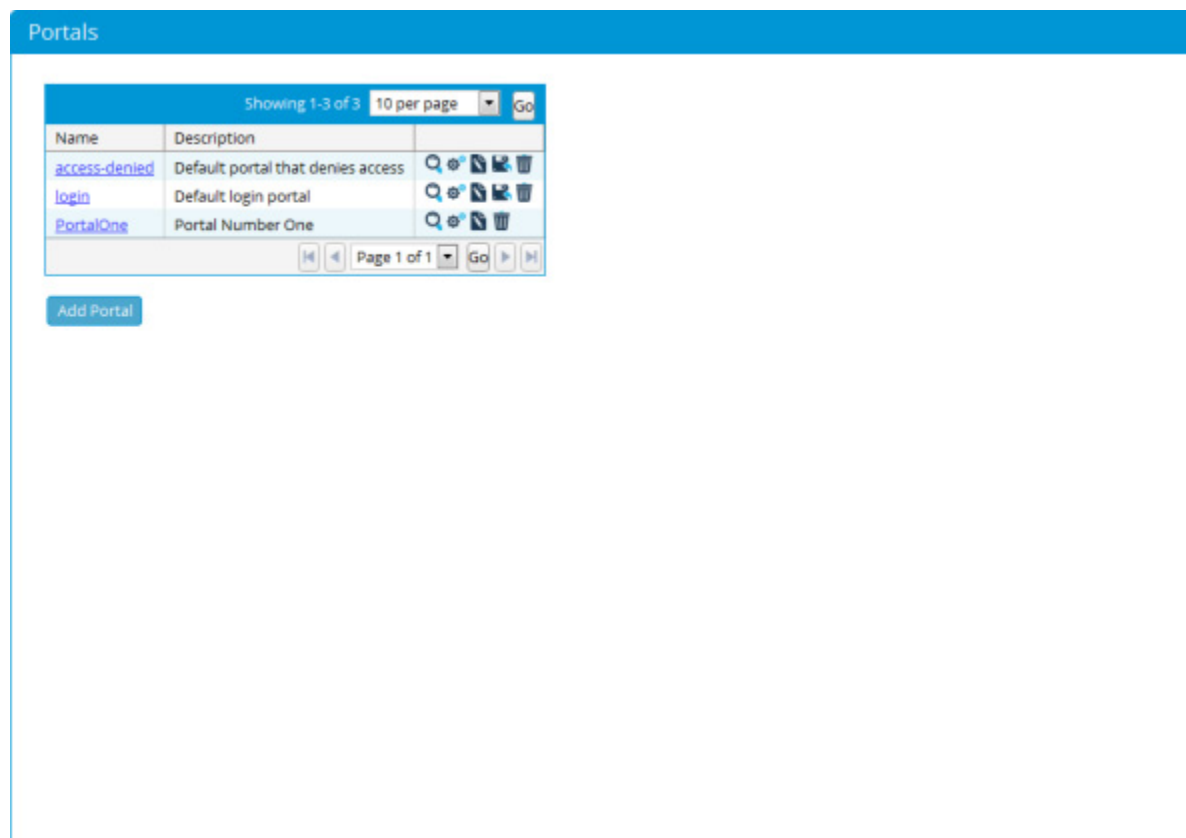 Portals
Showing 1-3 of 3 10 per page Go
Name Description
access-denied Default portal that denies access
login Default login portal
PortalOne Portal Number One
Page 1 of 1 Go
Add Portal